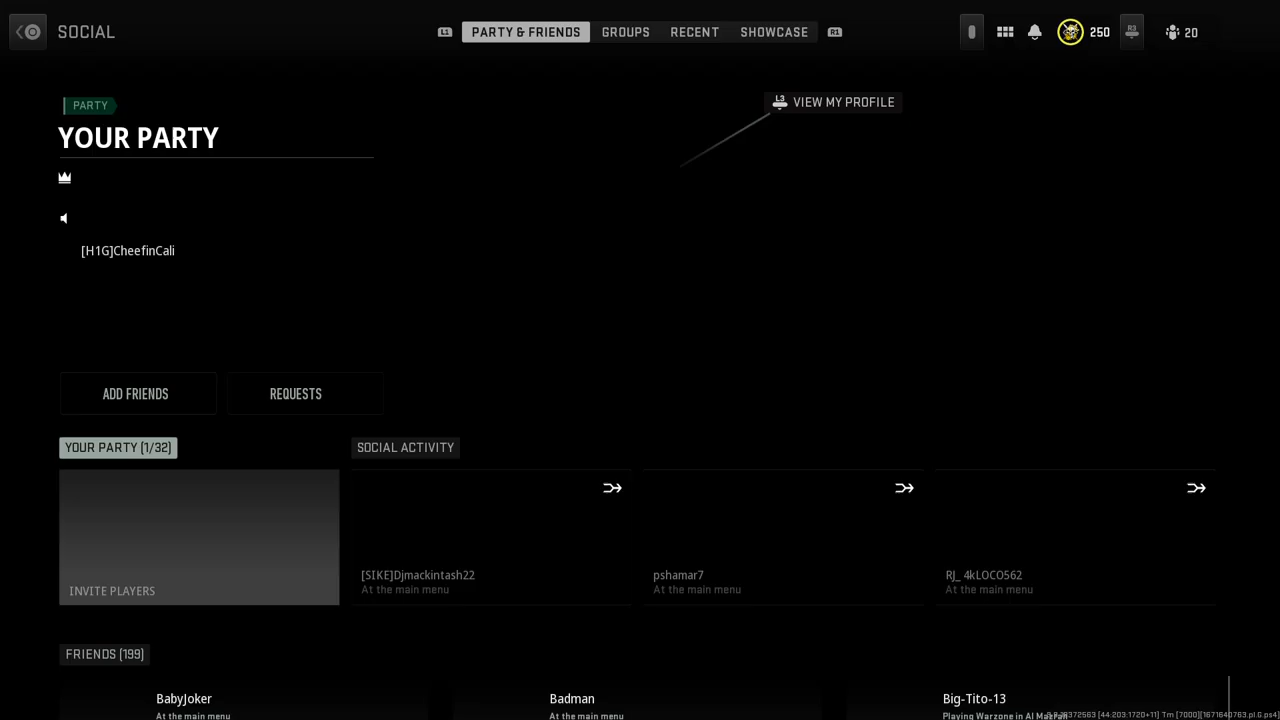 SOCIAL
L1 PARTY & FRIENDS GROUPS RECENT SHOWCASE R1
250 R3 20
PARTY
L3 VIEW MY PROFILE
YOUR PARTY
[H1G]CheefinCali
ADD FRIENDS REQUESTS
YOUR PARTY (1/32) SOCIAL ACTIVITY
INVITE PLAYERS
[SIKE]Djmackintash22 pshamar7 RJ_ 4kLOCO562
At the main menu At the main menu At the main menu
FRIENDS (199)
BabyJoker Badman Big-Tito-13
At the main menu At the main menu Playing Warzone in Al Mazrah